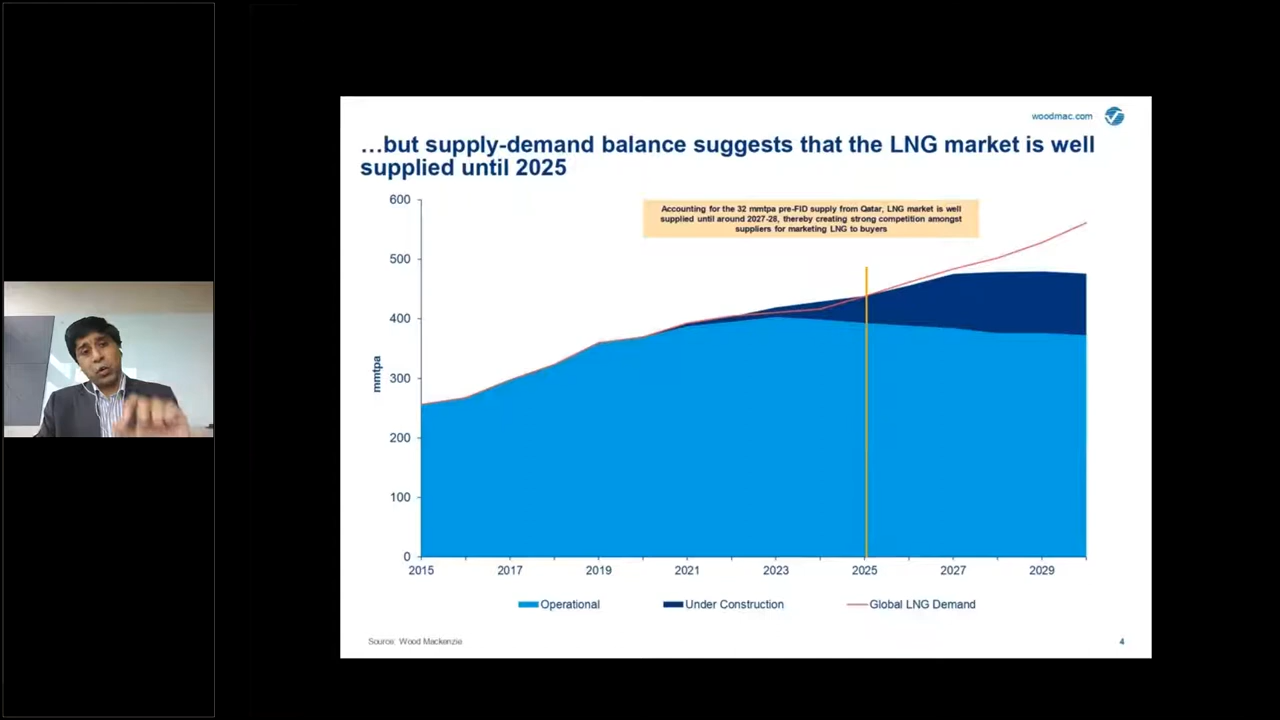 woodmac.com
…but supply-demand balance suggests that the LNG market is well
supplied until 2025
Accounting for the 32 mmtpa pre-FID supply from Qatar, LNG market is well
supplied until around 2027-28, thereby creating strong competition amongst
suppliers for marketing LNG to buyers
600
500
400
300
200
100
0
mmtpa
2015 2017 2019 2021 2023 2025 2027 2029
Operational Under Construction Global LNG Demand
Source: Wood Mackenzie
4